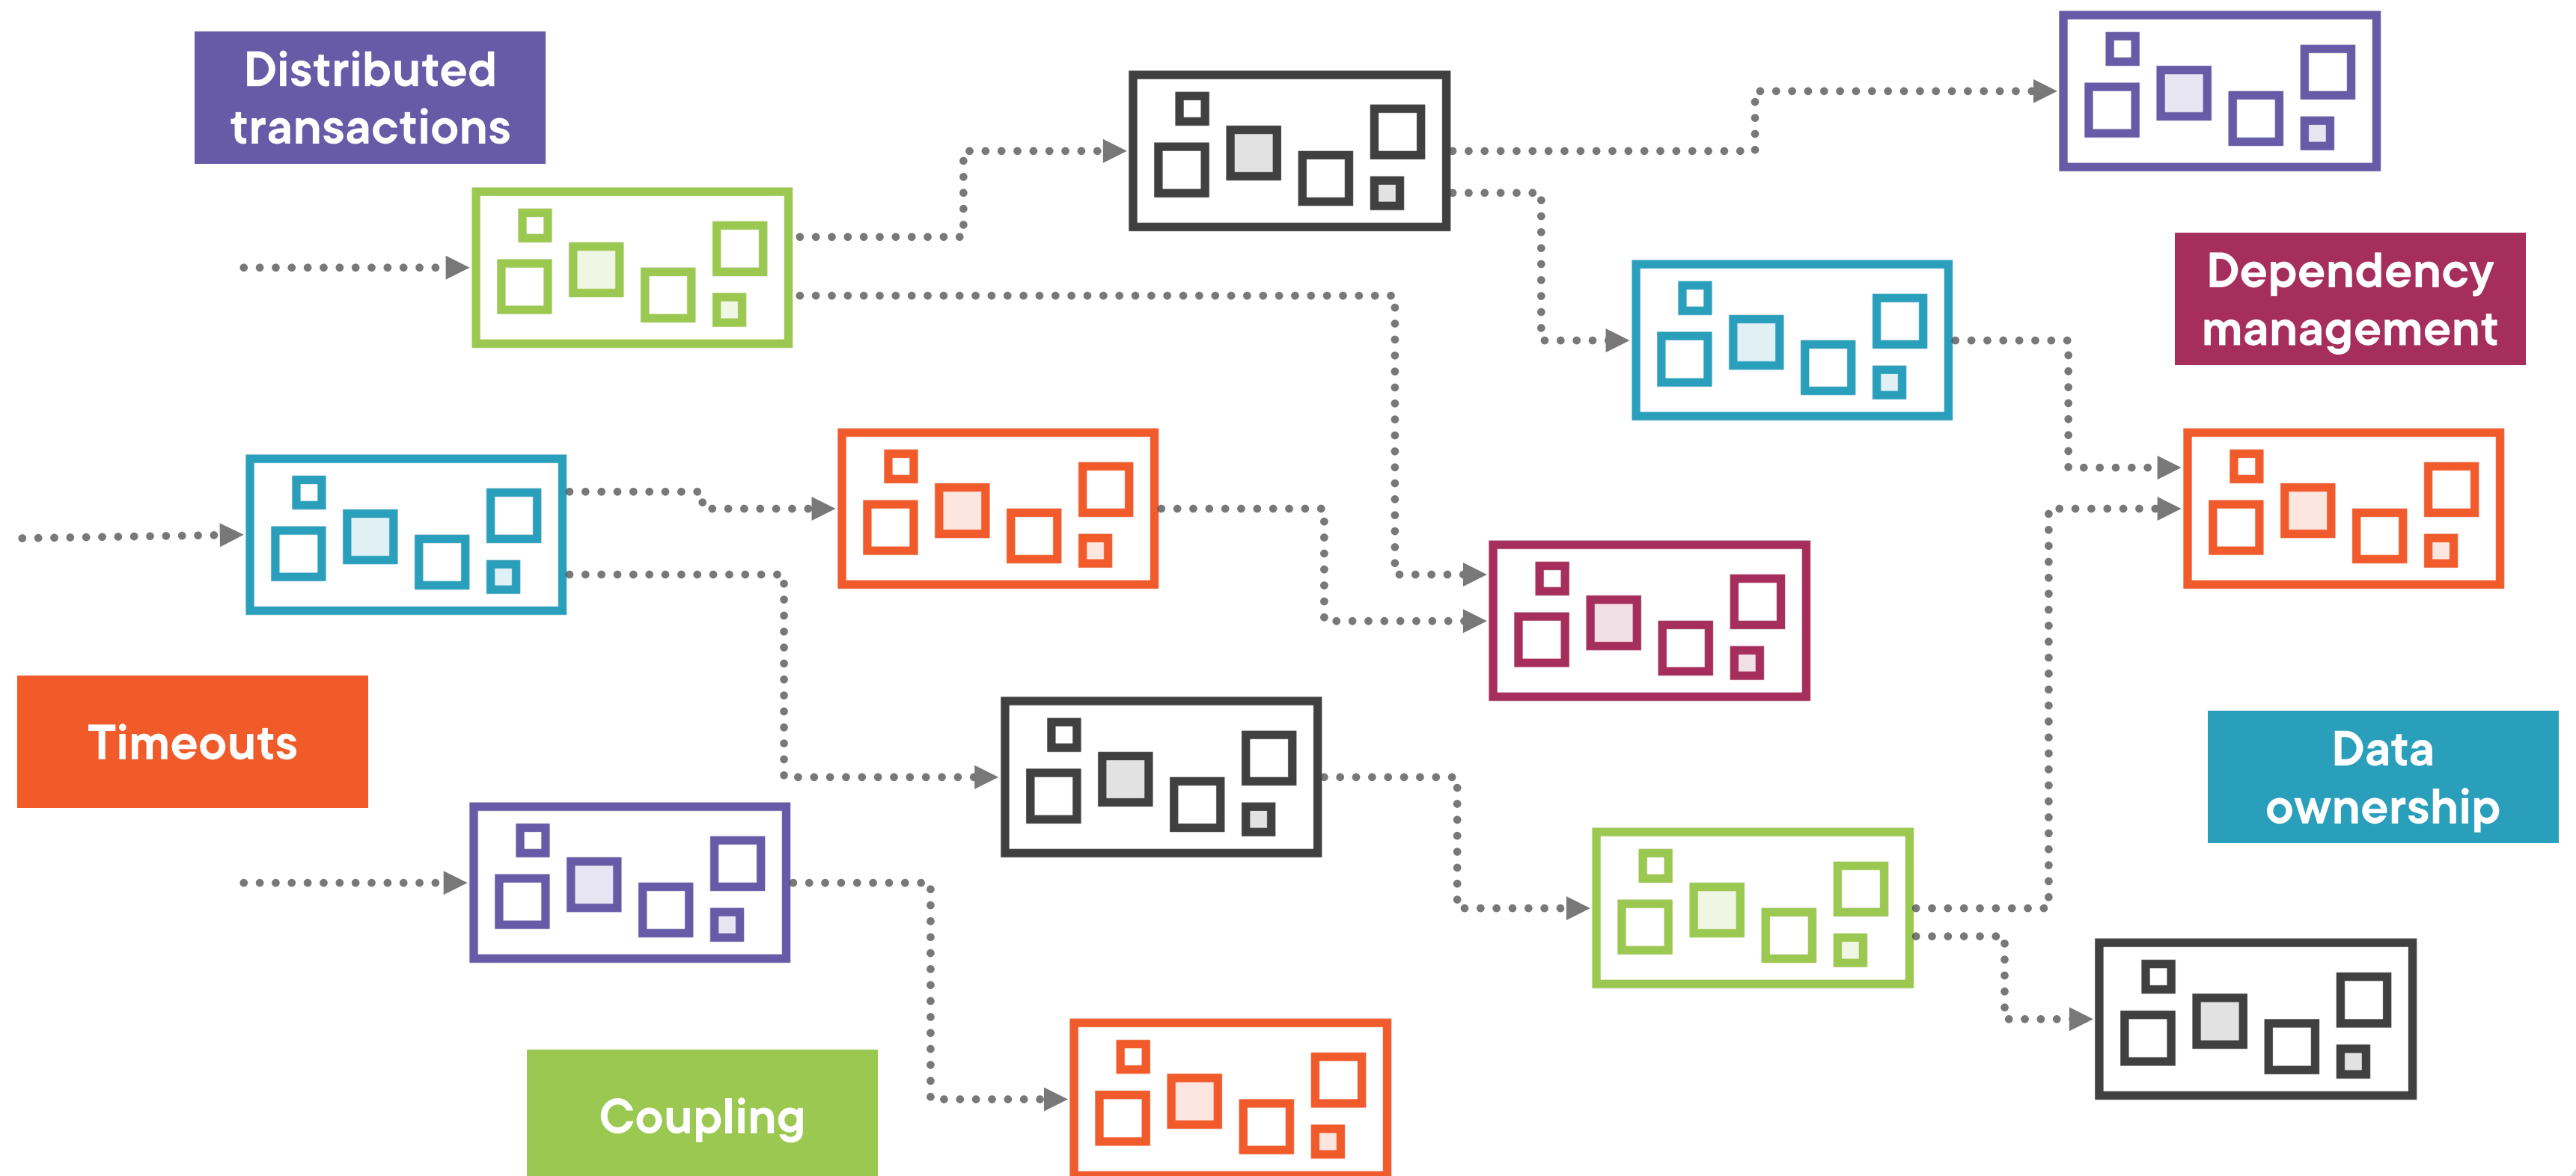 Distributed
transactions
Dependency
management
Timeouts
Data
ownership
Coupling